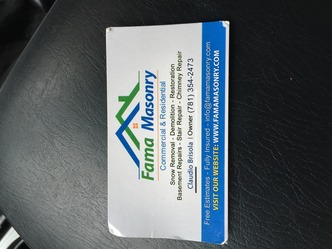 Fama Masonry
Commercial & Residential
Snow Removal - Demolition - Restoration
Basement Repairs - Stair Repair - Chimney Repair
Claudio Brisola | Owner (781) 354-2473
Free Estimates - Fully Insured - info@famamasonry.com
VISIT OUR WEBSITE: WWW.FAMAMASONRY.COM